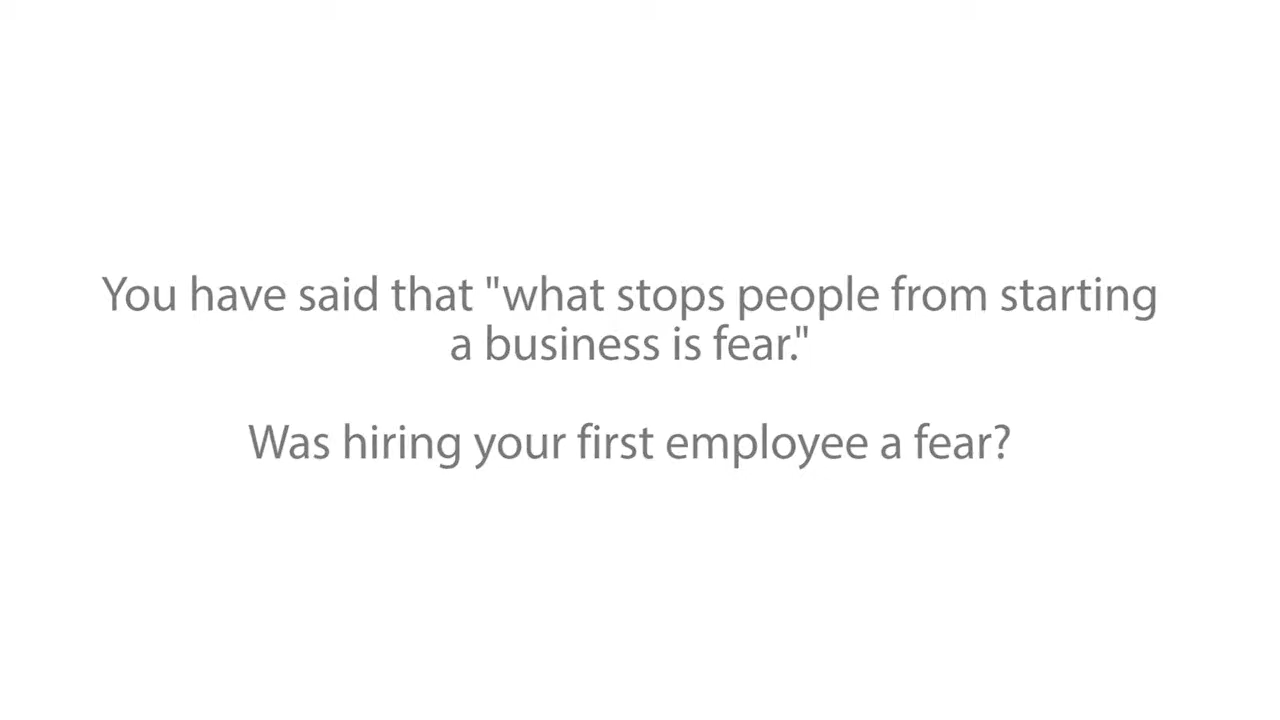 You have said that "what stops people from starting
a business is fear."
Was hiring your first employee a fear?